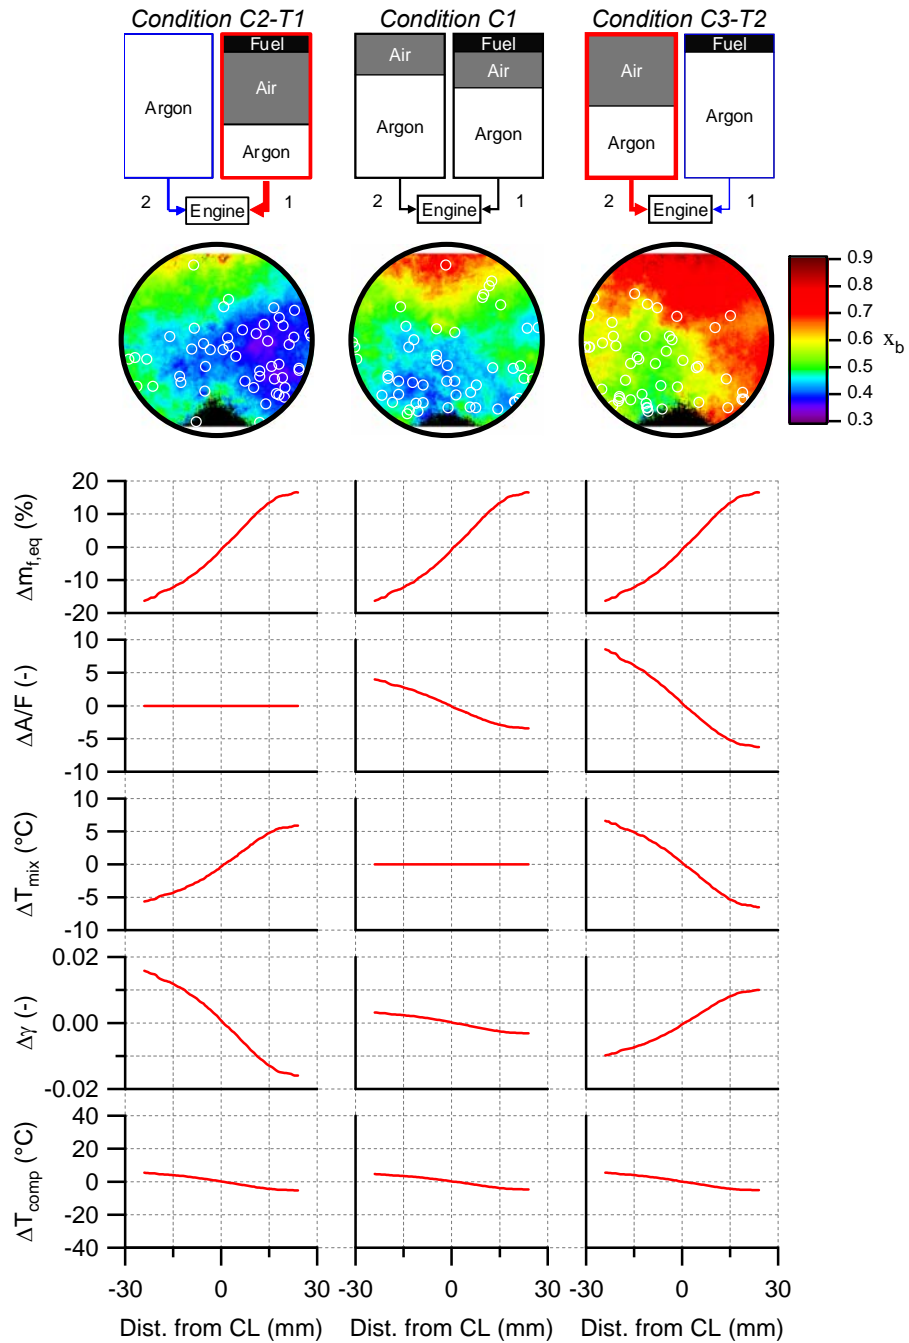 Condition C2-T1
Condition C1
Condition C3-T2
Argon
Fuel
Air
Argon
Air
Argon
Fuel
Air
Argon
Air
Argon
Fuel
Argon
2
Engine
1
2
Engine
1
2
Engine
1
0.9
0.8
0.7
0.6
0.5
0.4
0.3
x_b
20
10
0
-10
-20
Δm_f,eq (%)
10
5
0
-5
-10
ΔA/F (-)
10
5
0
-5
-10
ΔT_mix (°C)
0.02
0.00
-0.02
Δγ (-)
40
20
0
-20
-40
ΔT_comp (°C)
-30 0 30
-30 0 30
-30 0 30
Dist. from CL (mm)
Dist. from CL (mm)
Dist. from CL (mm)